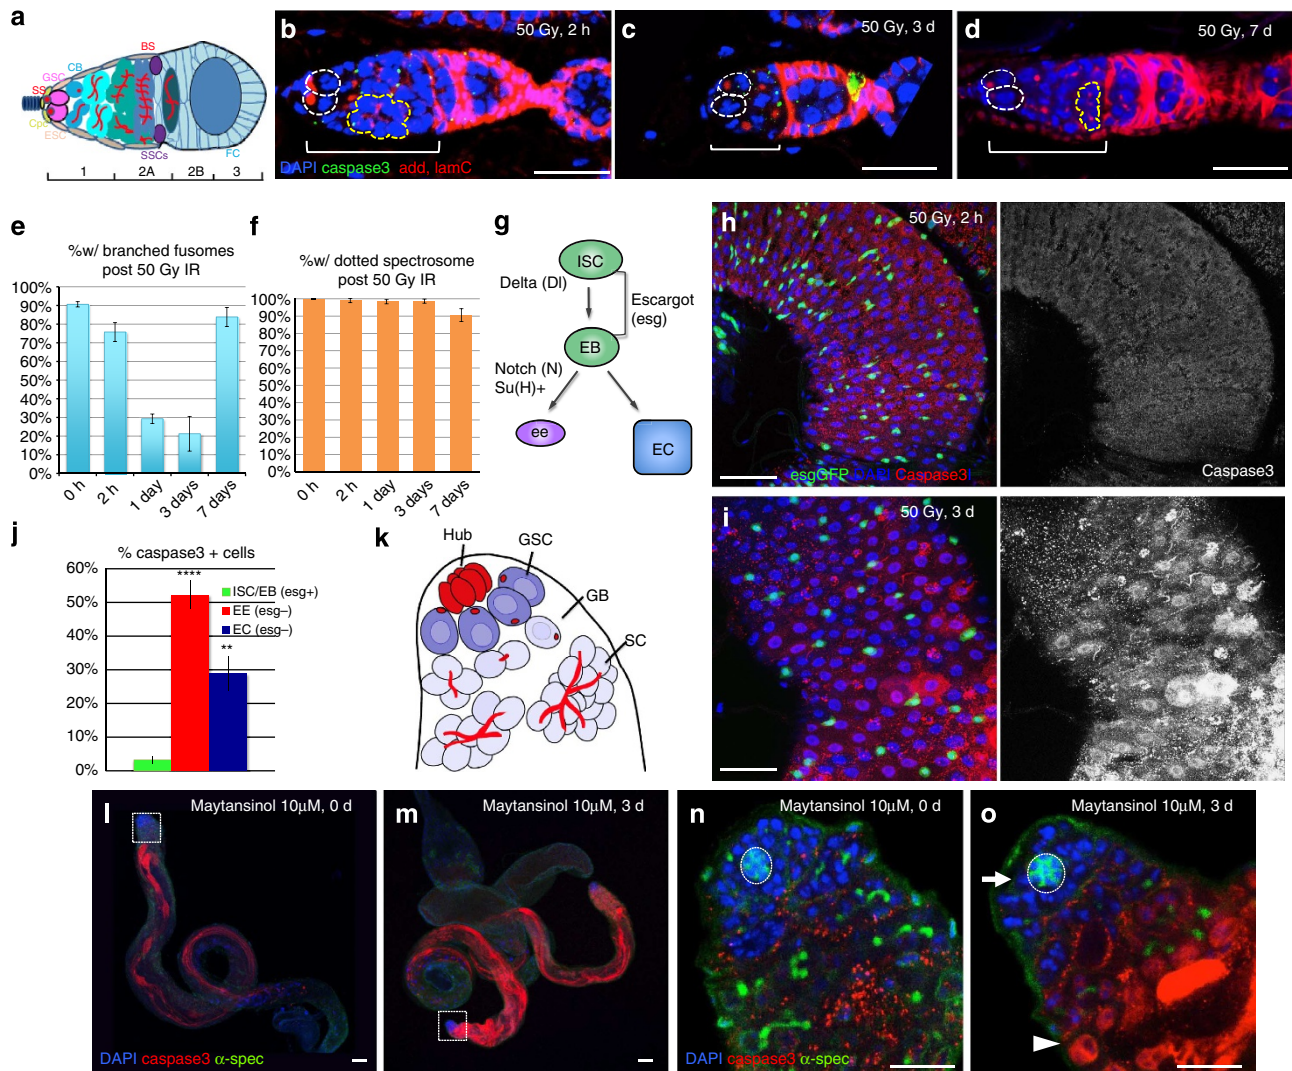 a
BS
CB
GSC
SS
CpC
ESC
SSCs
FC
1 2A 2B 3
b
50 Gy, 2 h
DAPI caspase3 add, lamC
c
50 Gy, 3 d
d
50 Gy, 7 d
e
%w/ branched fusomes
post 50 Gy IR
100%
90%
80%
70%
60%
50%
40%
30%
20%
10%
0%
0 h
2 h
1 day
3 days
7 days
f
%w/ dotted spectrosome
post 50 Gy IR
100%
90%
80%
70%
60%
50%
40%
30%
20%
10%
0%
0 h
2 h
1 day
3 days
7 days
g
ISC
Delta (Dl)
Escargot
(esg)
EB
Notch (N)
Su(H)+
ee
EC
h
50 Gy, 2 h
esgGFP DAPI Caspase3
Caspase3
i
50 Gy, 3 d
j
% caspase3 + cells
60%
50%
40%
30%
20%
10%
0%
****
**
ISC/EB (esg+)
EE (esg–)
EC (esg–)
k
Hub
GSC
GB
SC
l
Maytansinol 10μM, 0 d
DAPI caspase3 α-spec
m
Maytansinol 10μM, 3 d
n
Maytansinol 10μM, 0 d
DAPI caspase3 α-spec
o
Maytansinol 10μM, 3 d